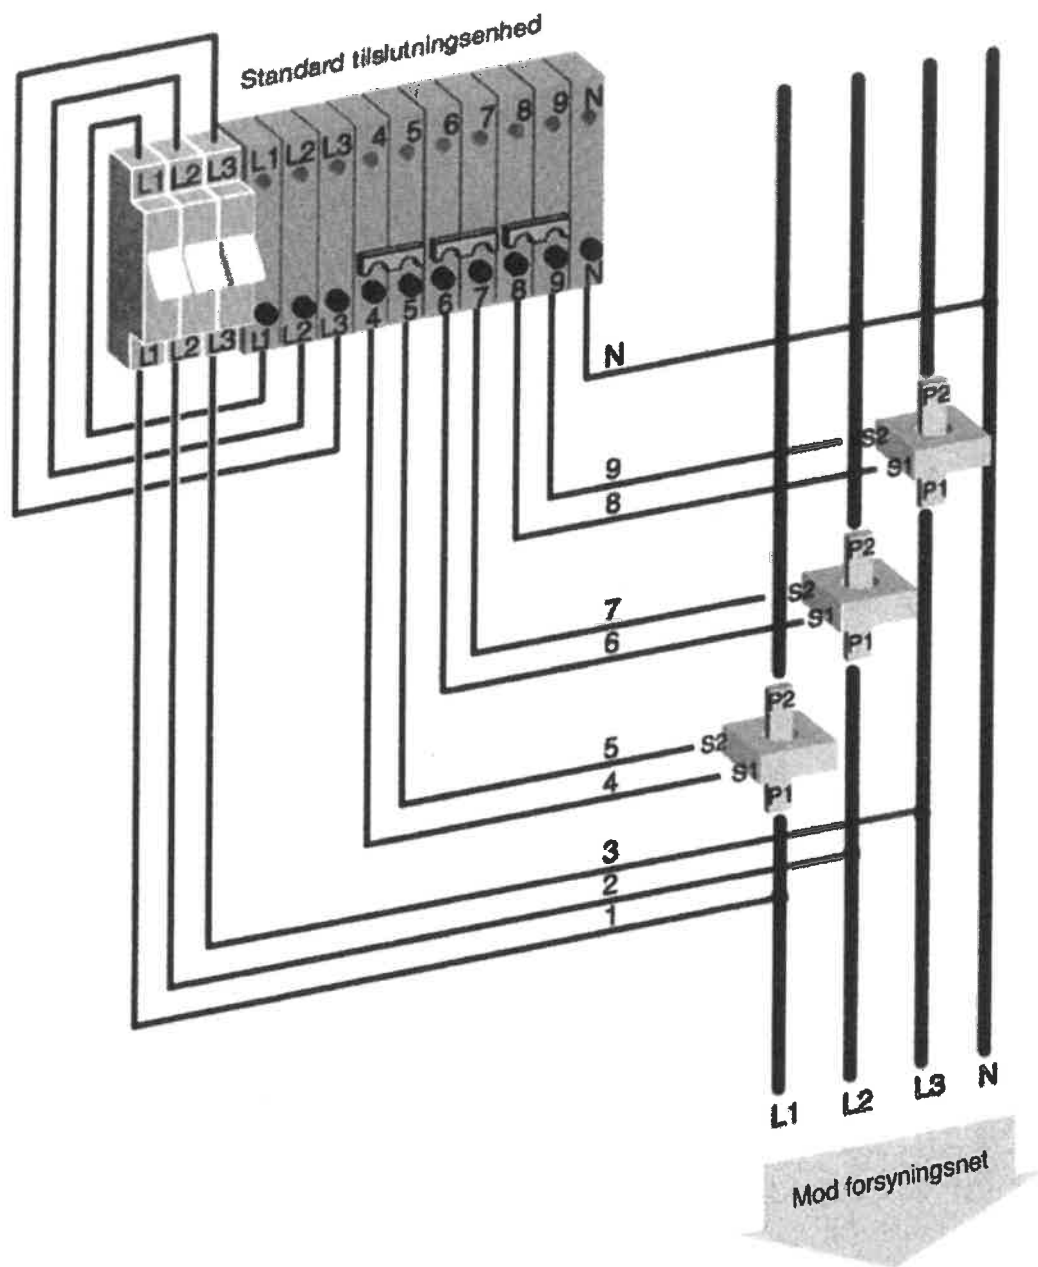 Standard tilslutningsenhed
L1 L2 L3 L1 L2 L3 4 5 6 7 8 9 N
L1 L2 L3 L1 L2 L3 4 5 6 7 8 9 N
N
P2
S2
S1
P1
9
8
P2
S2
S1
P1
7
6
P2
S2
S1
P1
5
4
3
2
1
L1 L2 L3 N
Mod forsyningsnet